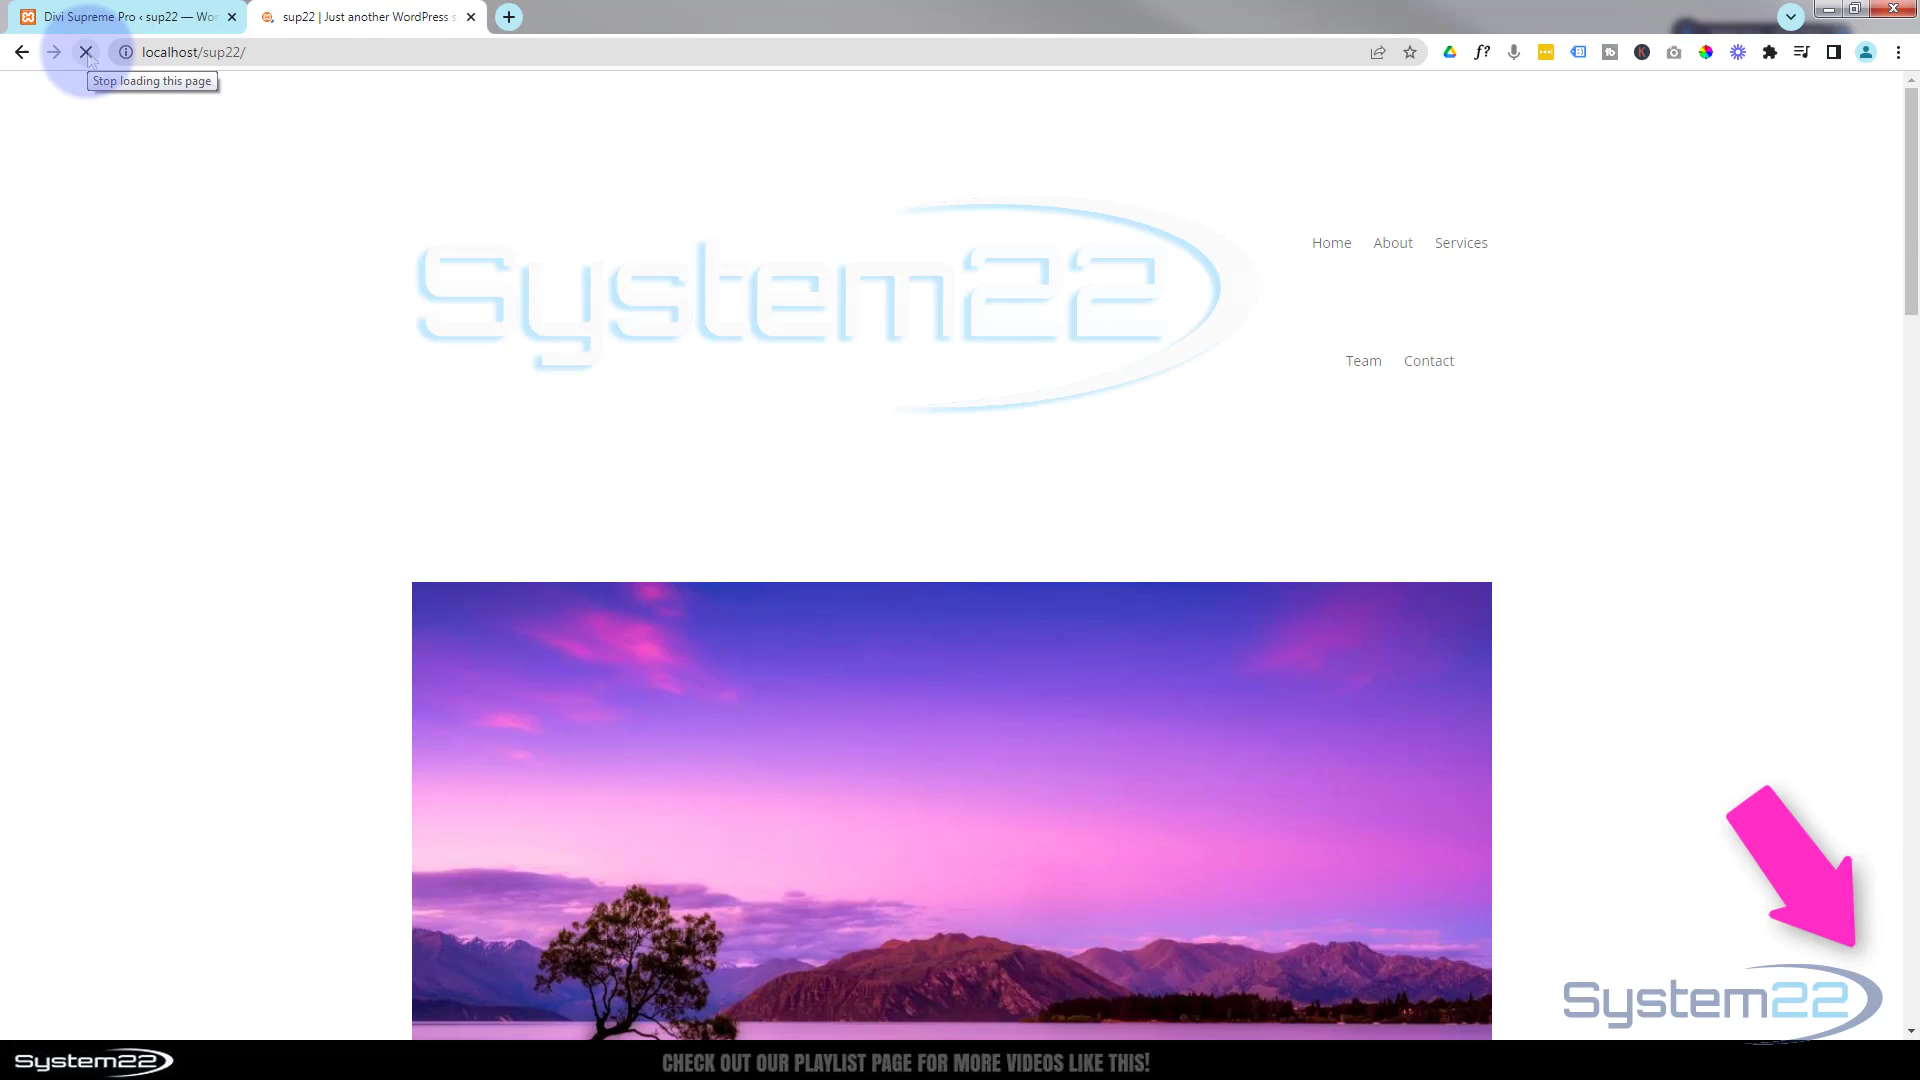 Divi Supreme Pro ‹ sup22 — Wor
sup22 | Just another WordPress s
localhost/sup22/
f?
Stop loading this page
System22
Home About Services
Team Contact
System22
System22
CHECK OUT OUR PLAYLIST PAGE FOR MORE VIDEOS LIKE THIS!